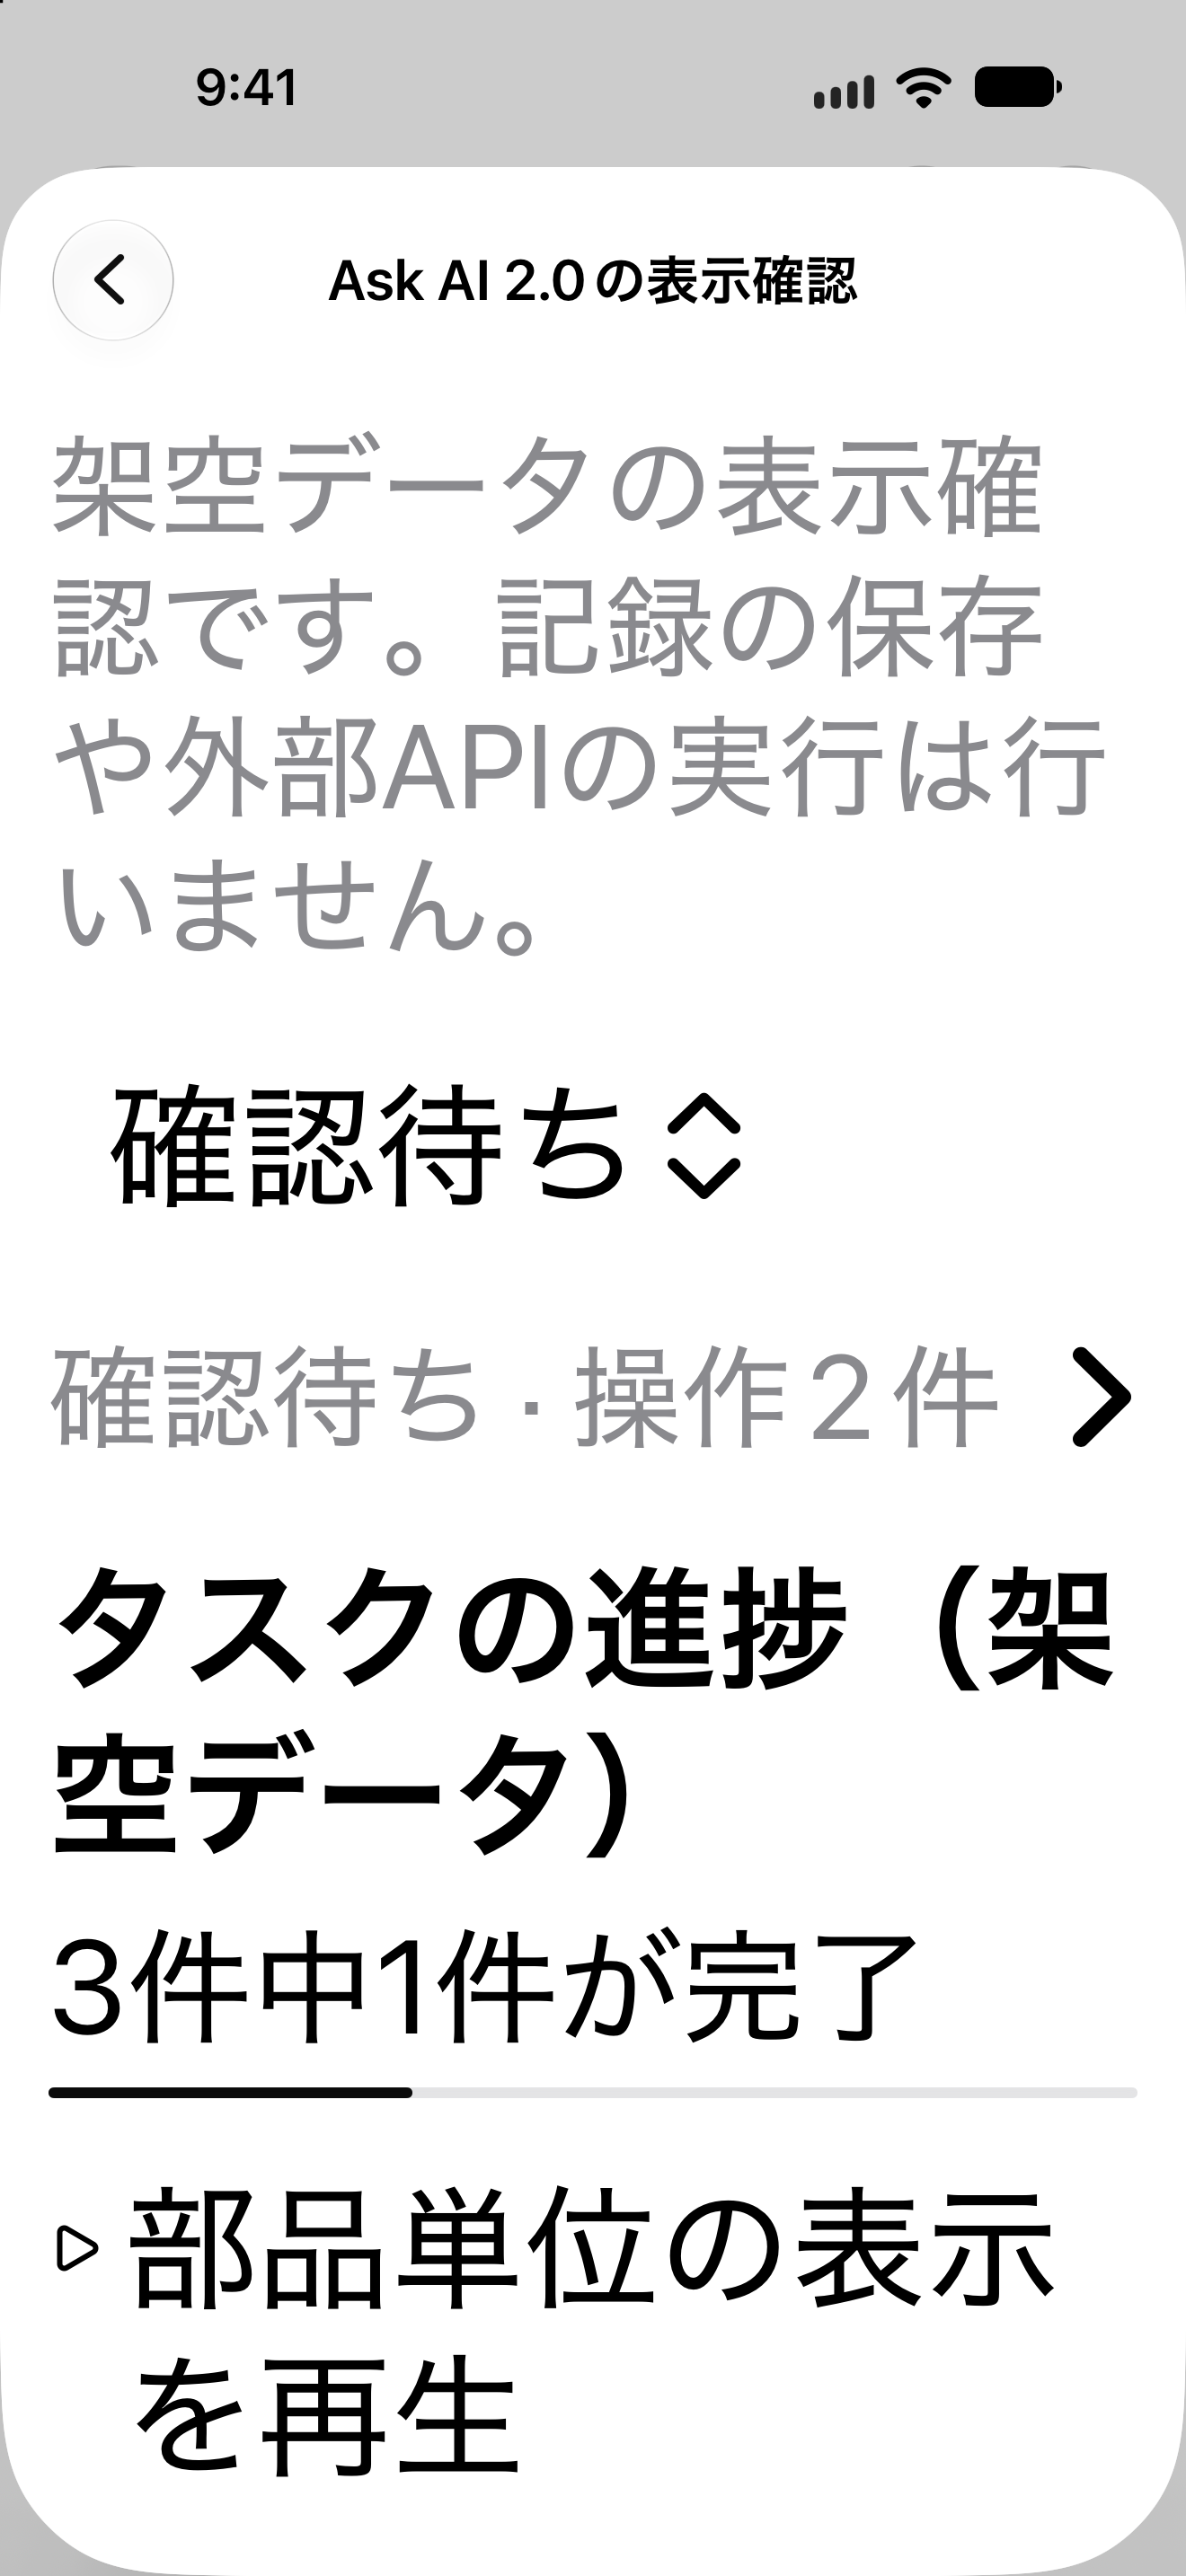 9:41
Ask AI 2.0の表示確認
架空データの表示確
認です。記録の保存
や外部APIの実行は行
いません。
確認待ち
確認待ち · 操作2件
タスクの進捗（架
空データ）
3件中1件が完了
部品単位の表示
を再生